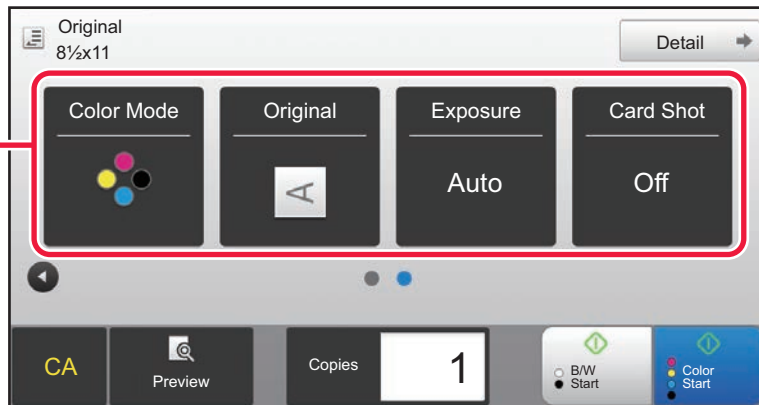 Original
8½x11
Detail
Color Mode
Original
Exposure
Card Shot
A
Auto
Off
CA
Preview
Copies
1
B/W
Start
Color
Start